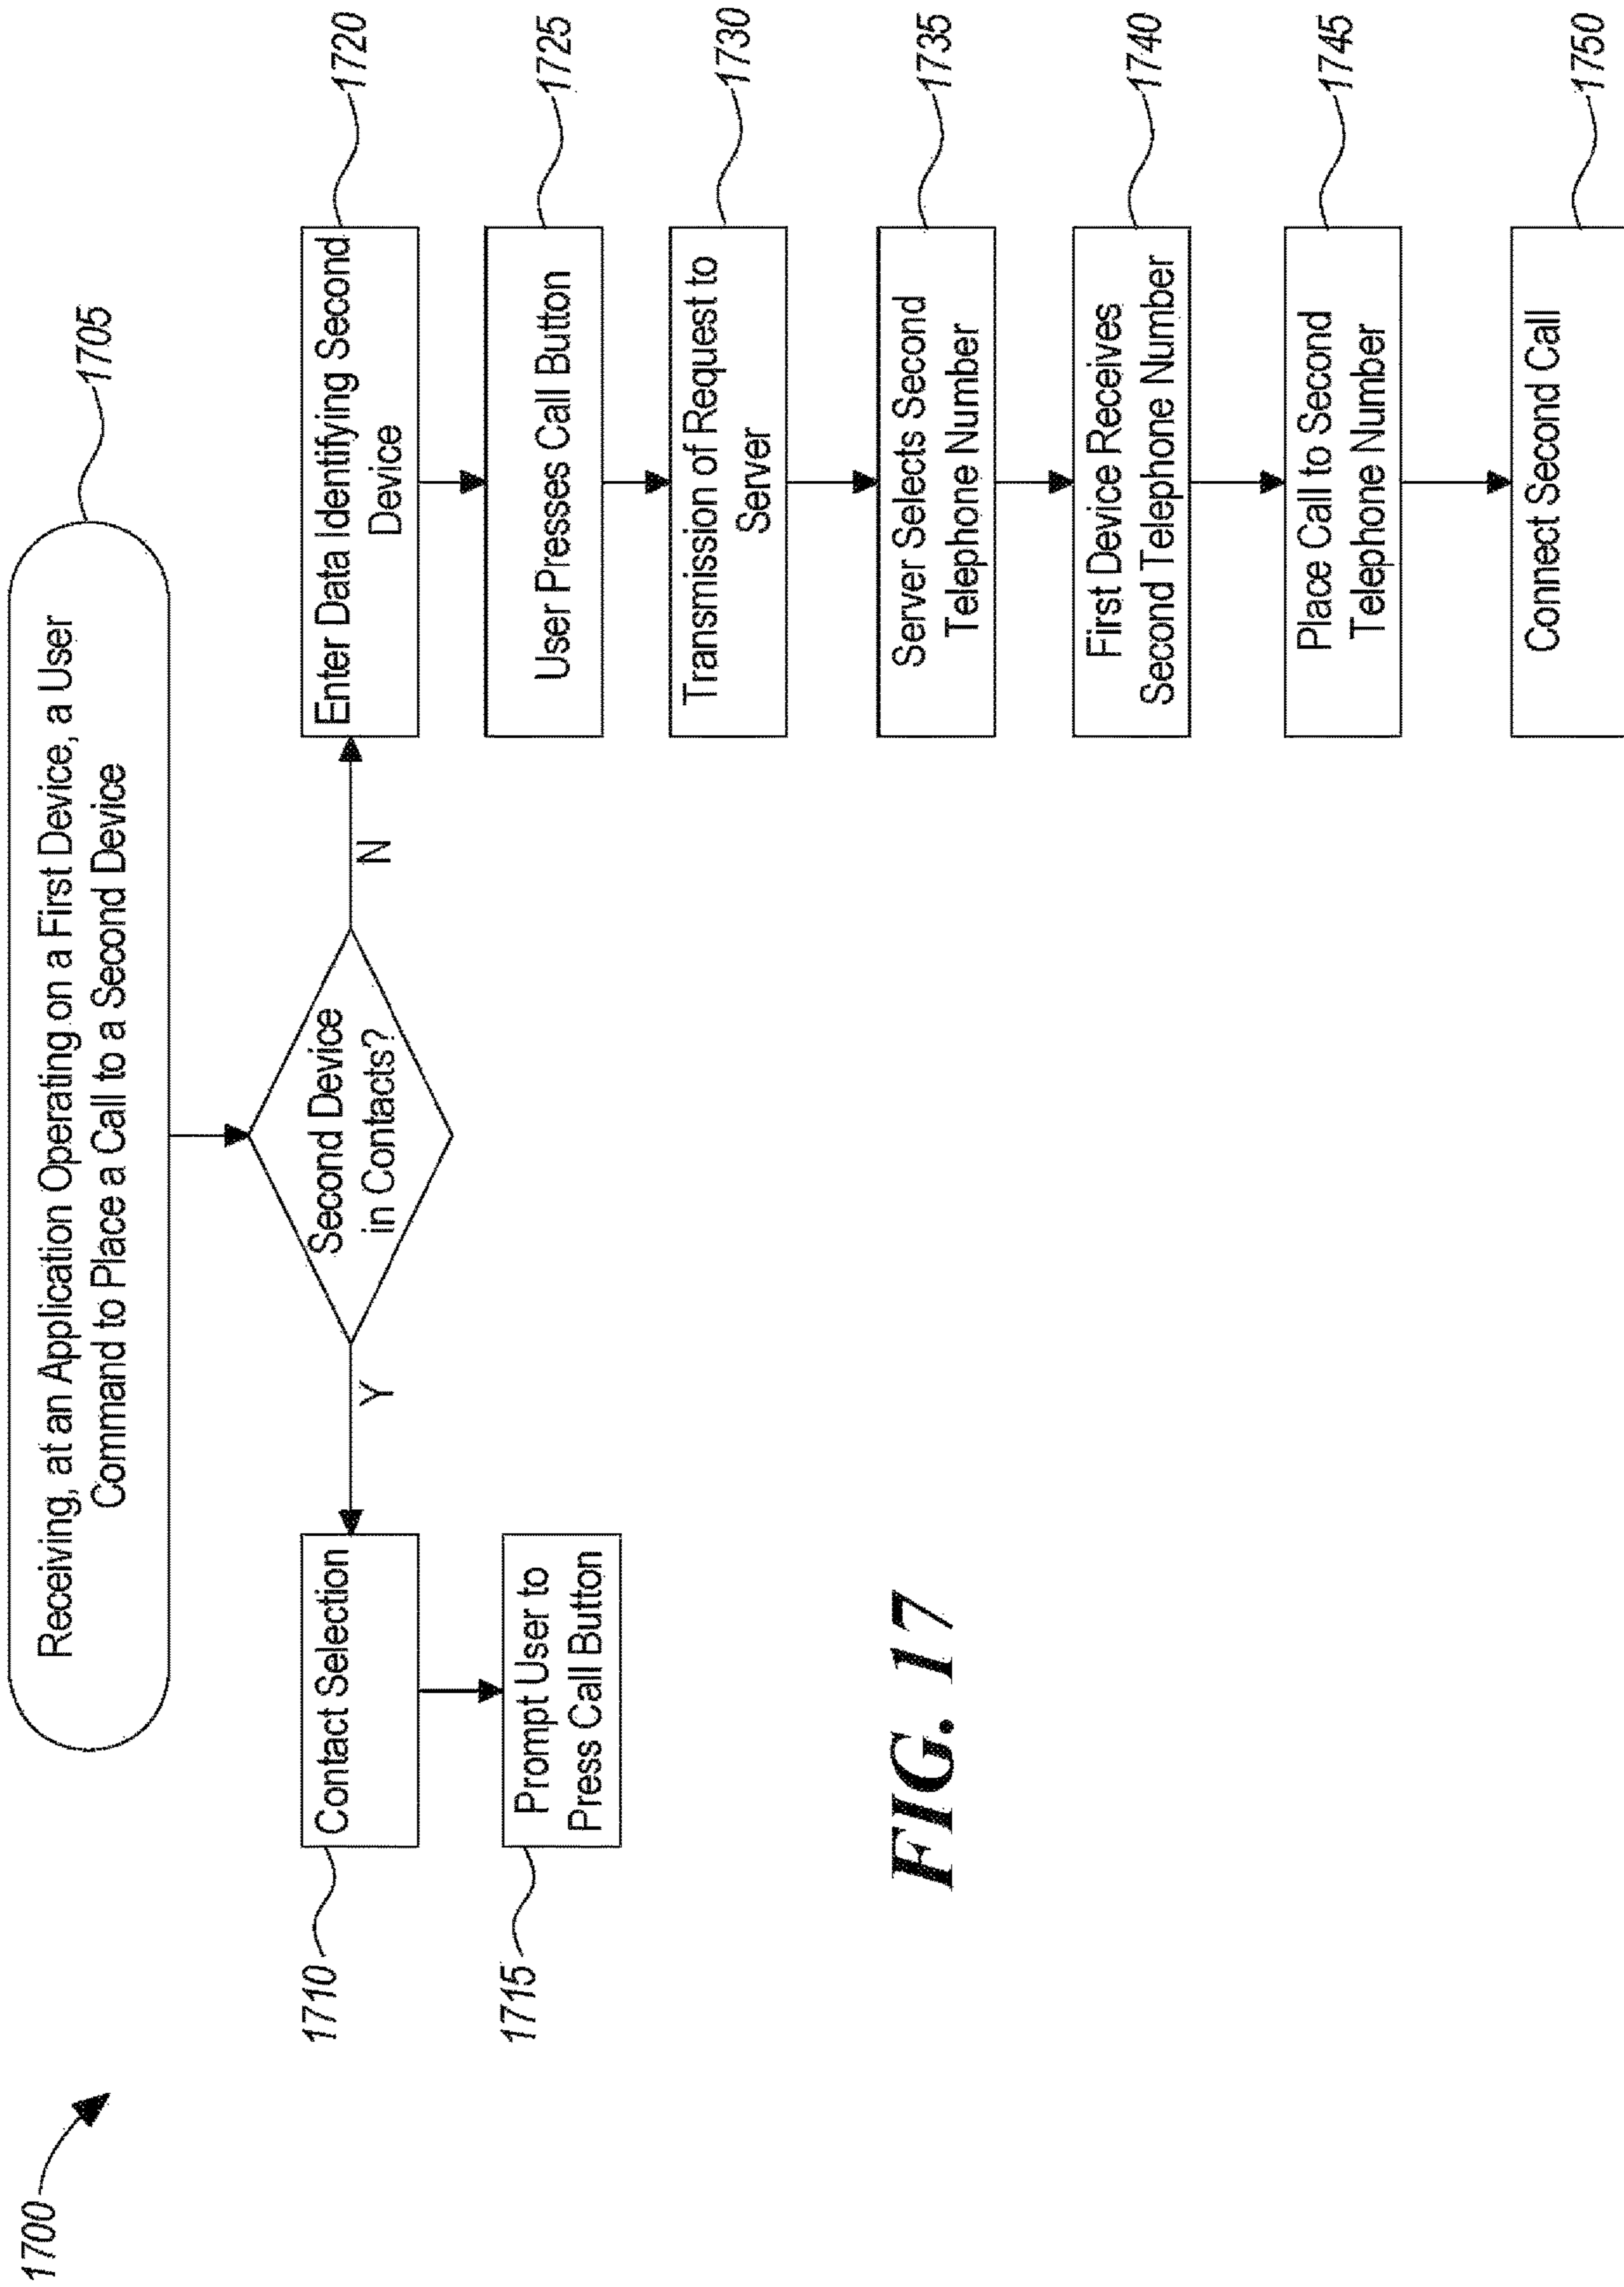 1700
Receiving, at an Application Operating on a First Device, a User
Command to Place a Call to a Second Device
1705
Second Device
in Contacts?
Y
N
1710
Contact Selection
1715
Prompt User to
Press Call Button
Enter Data Identifying Second
Device
1720
User Presses Call Button
1725
Transmission of Request to
Server
1730
Server Selects Second
Telephone Number
1735
First Device Receives
Second Telephone Number
1740
Place Call to Second
Telephone Number
1745
Connect Second Call
1750
FIG. 17